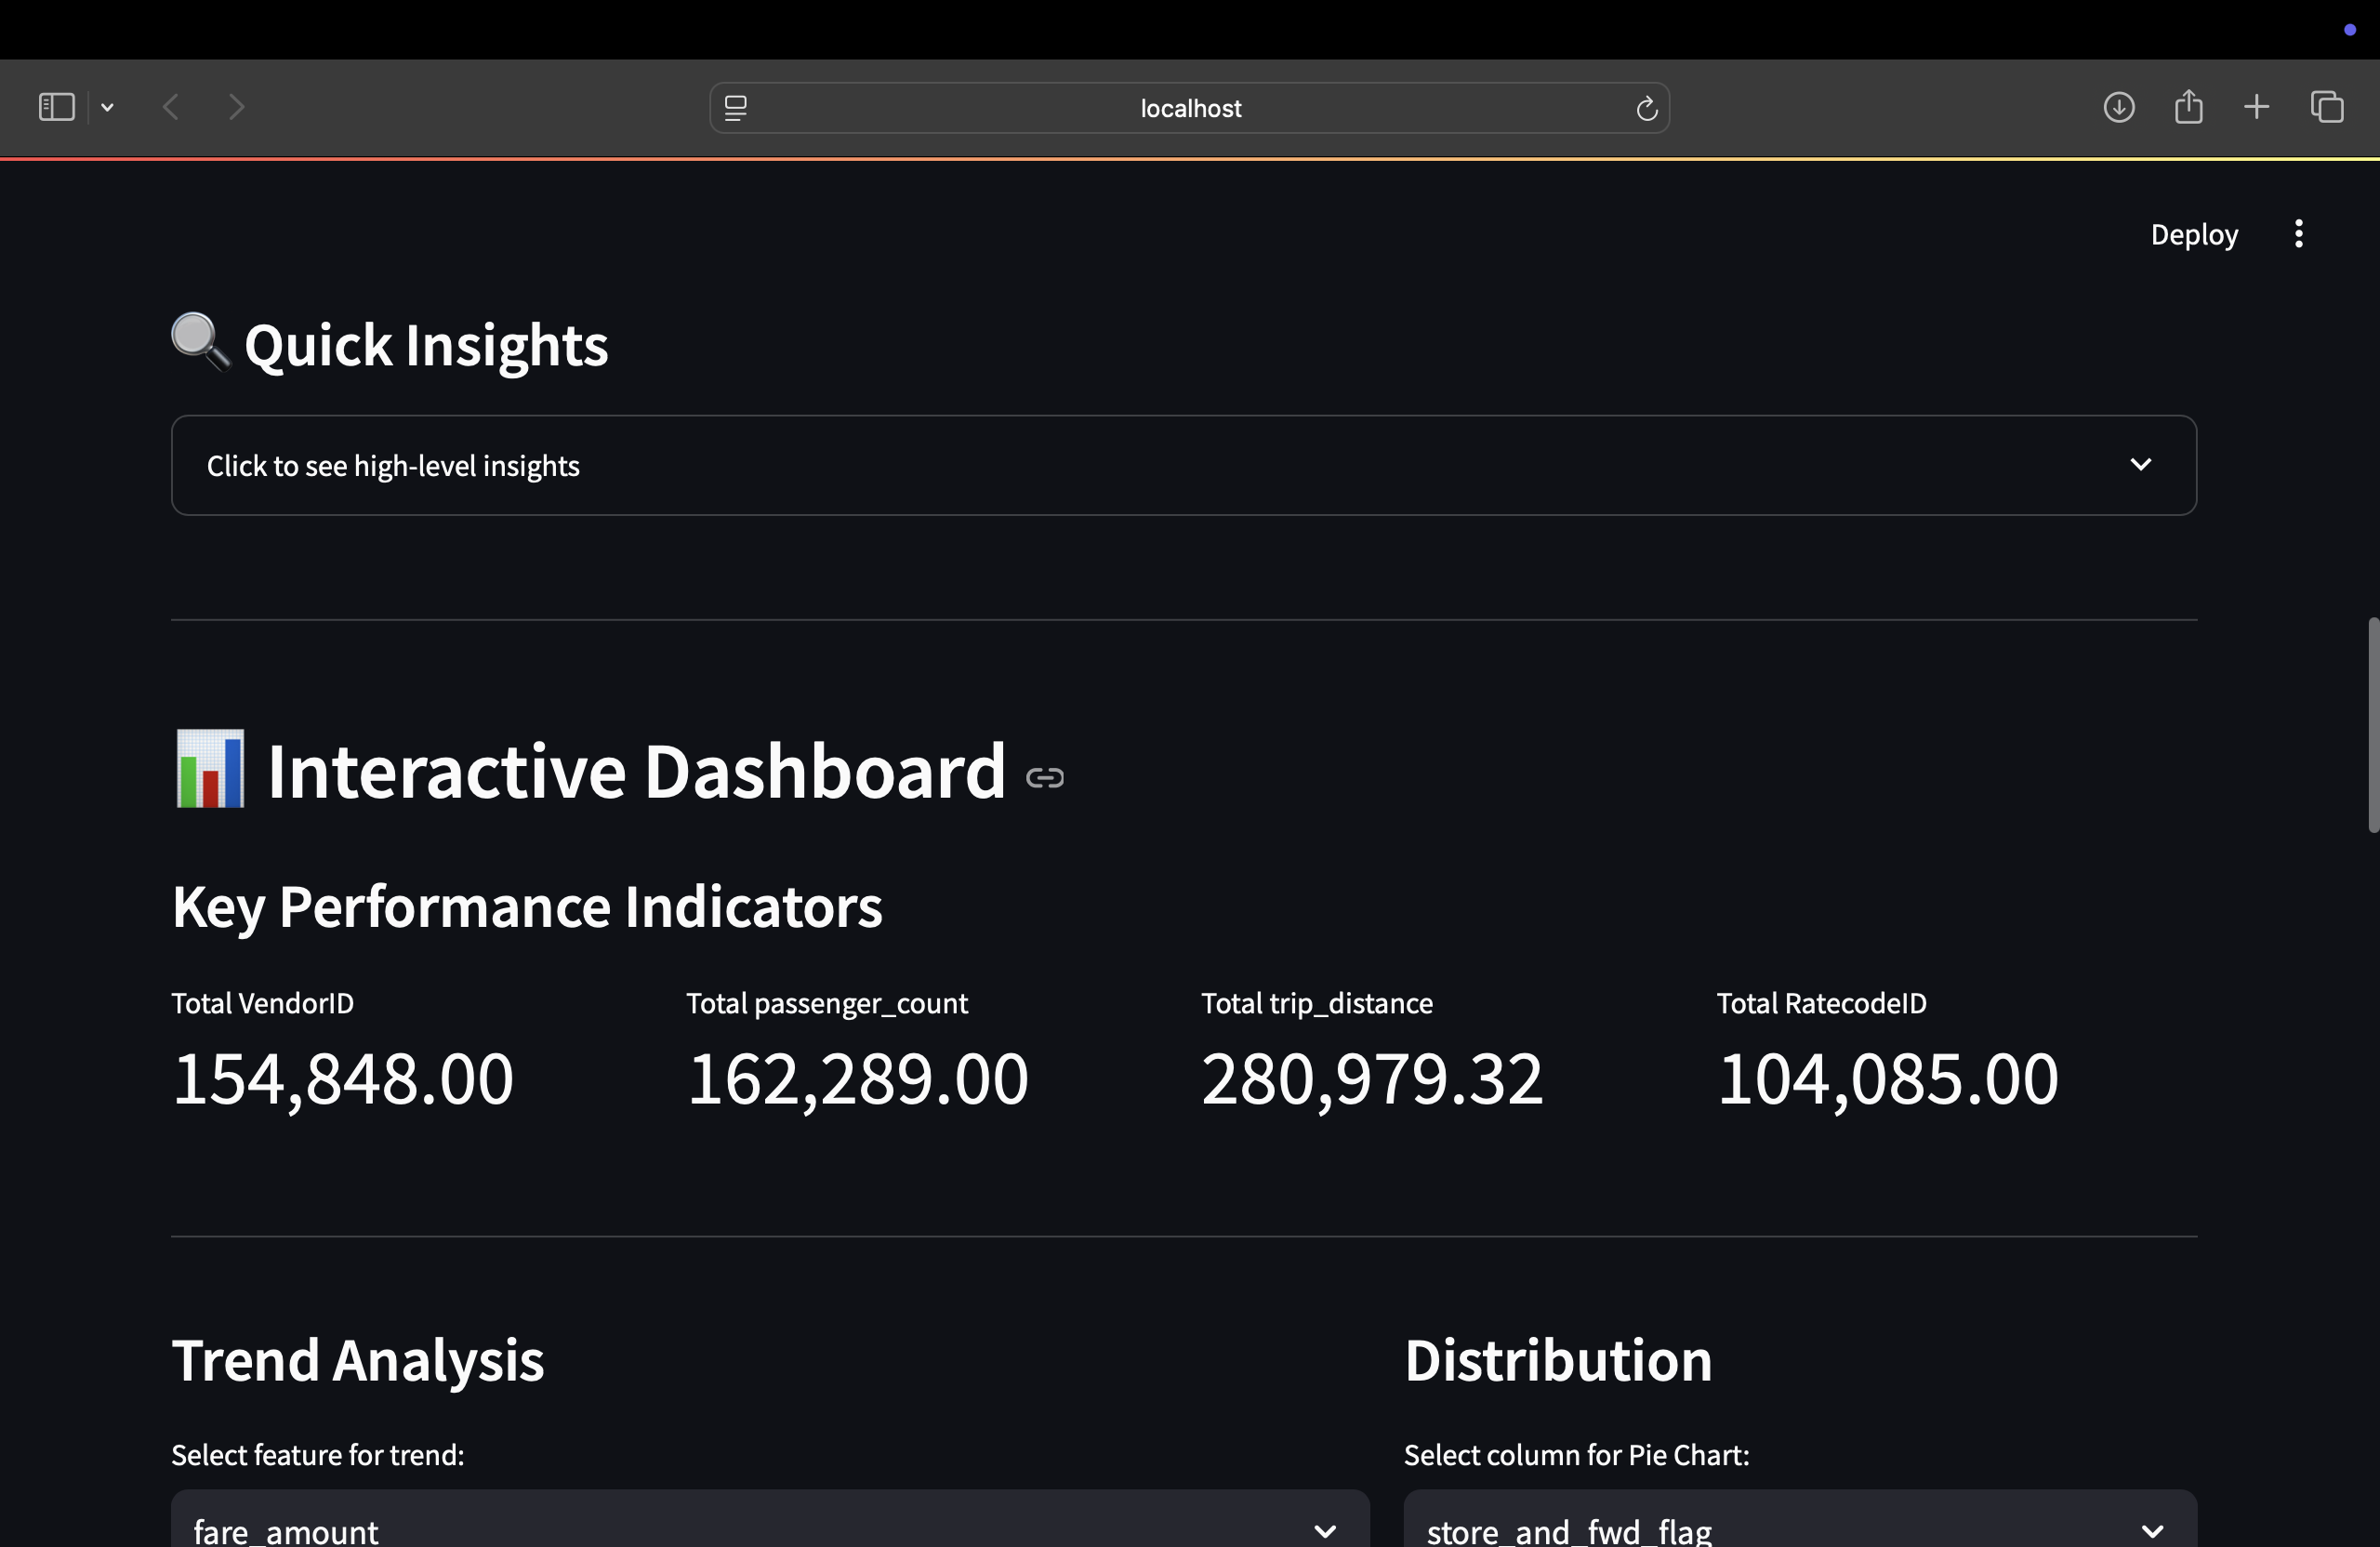 localhost
Deploy
Quick Insights
Click to see high-level insights
Interactive Dashboard
Key Performance Indicators
Total VendorID
154,848.00
Total passenger_count
162,289.00
Total trip_distance
280,979.32
Total RatecodeID
104,085.00
Trend Analysis
Select feature for trend:
fare_amount
Distribution
Select column for Pie Chart:
store_and_fwd_flag